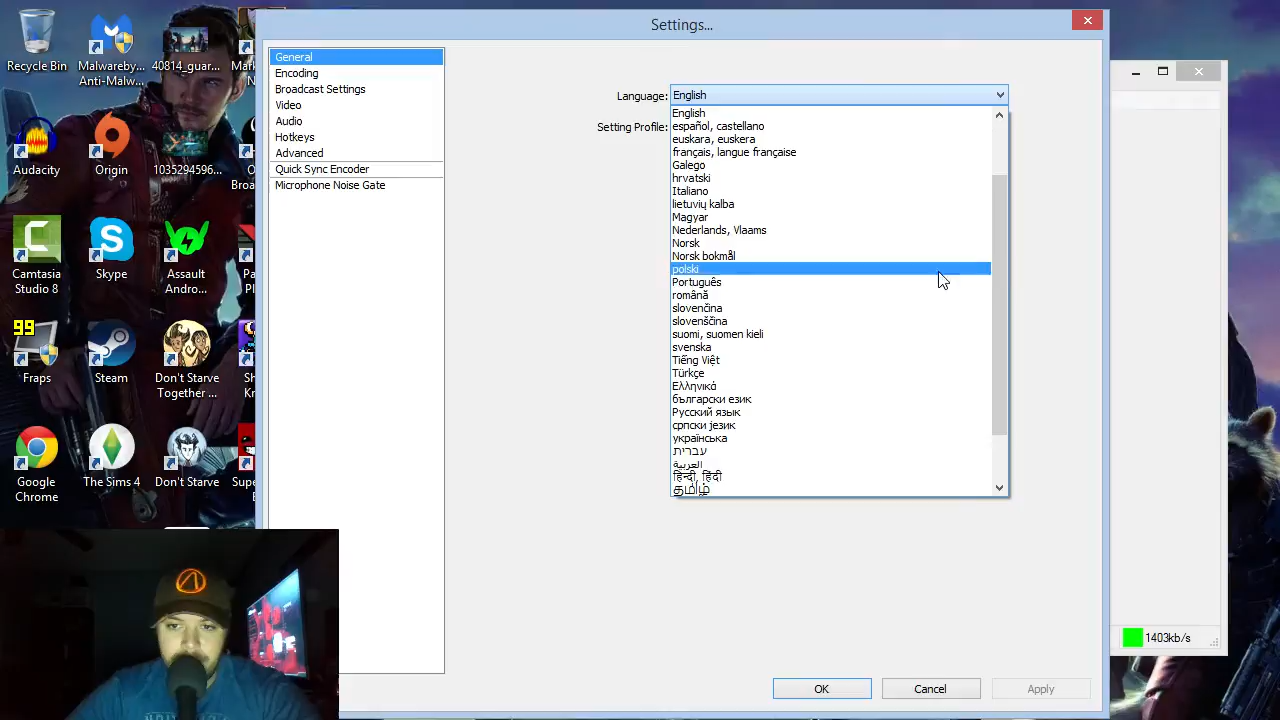 Settings...
General
Encoding
Broadcast Settings
Video
Audio
Hotkeys
Advanced
Quick Sync Encoder
Microphone Noise Gate
Language:
English
Setting Profile:
English
español, castellano
euskara, euskera
français, langue française
Galego
hrvatski
Italiano
lietuvių kalba
Magyar
Nederlands, Vlaams
Norsk
Norsk bokmål
polski
Português
română
slovenčina
slovenščina
suomi, suomen kieli
svenska
Tiếng Việt
Türkçe
Ελληνικά
български език
Русский язык
српски језик
українська
עברית
العربية
हिन्दी, हिंदी
தமிழ்
OK
Cancel
Apply
1403kb/s
Recycle Bin
Malwareby...
Anti-Malw...
40814_guar...
Audacity
Origin
1035294596...
Camtasia
Studio 8
Skype
Assault
Andro...
99
Fraps
Steam
Don't Starve
Together ...
Google
Chrome
The Sims 4
Don't Starve